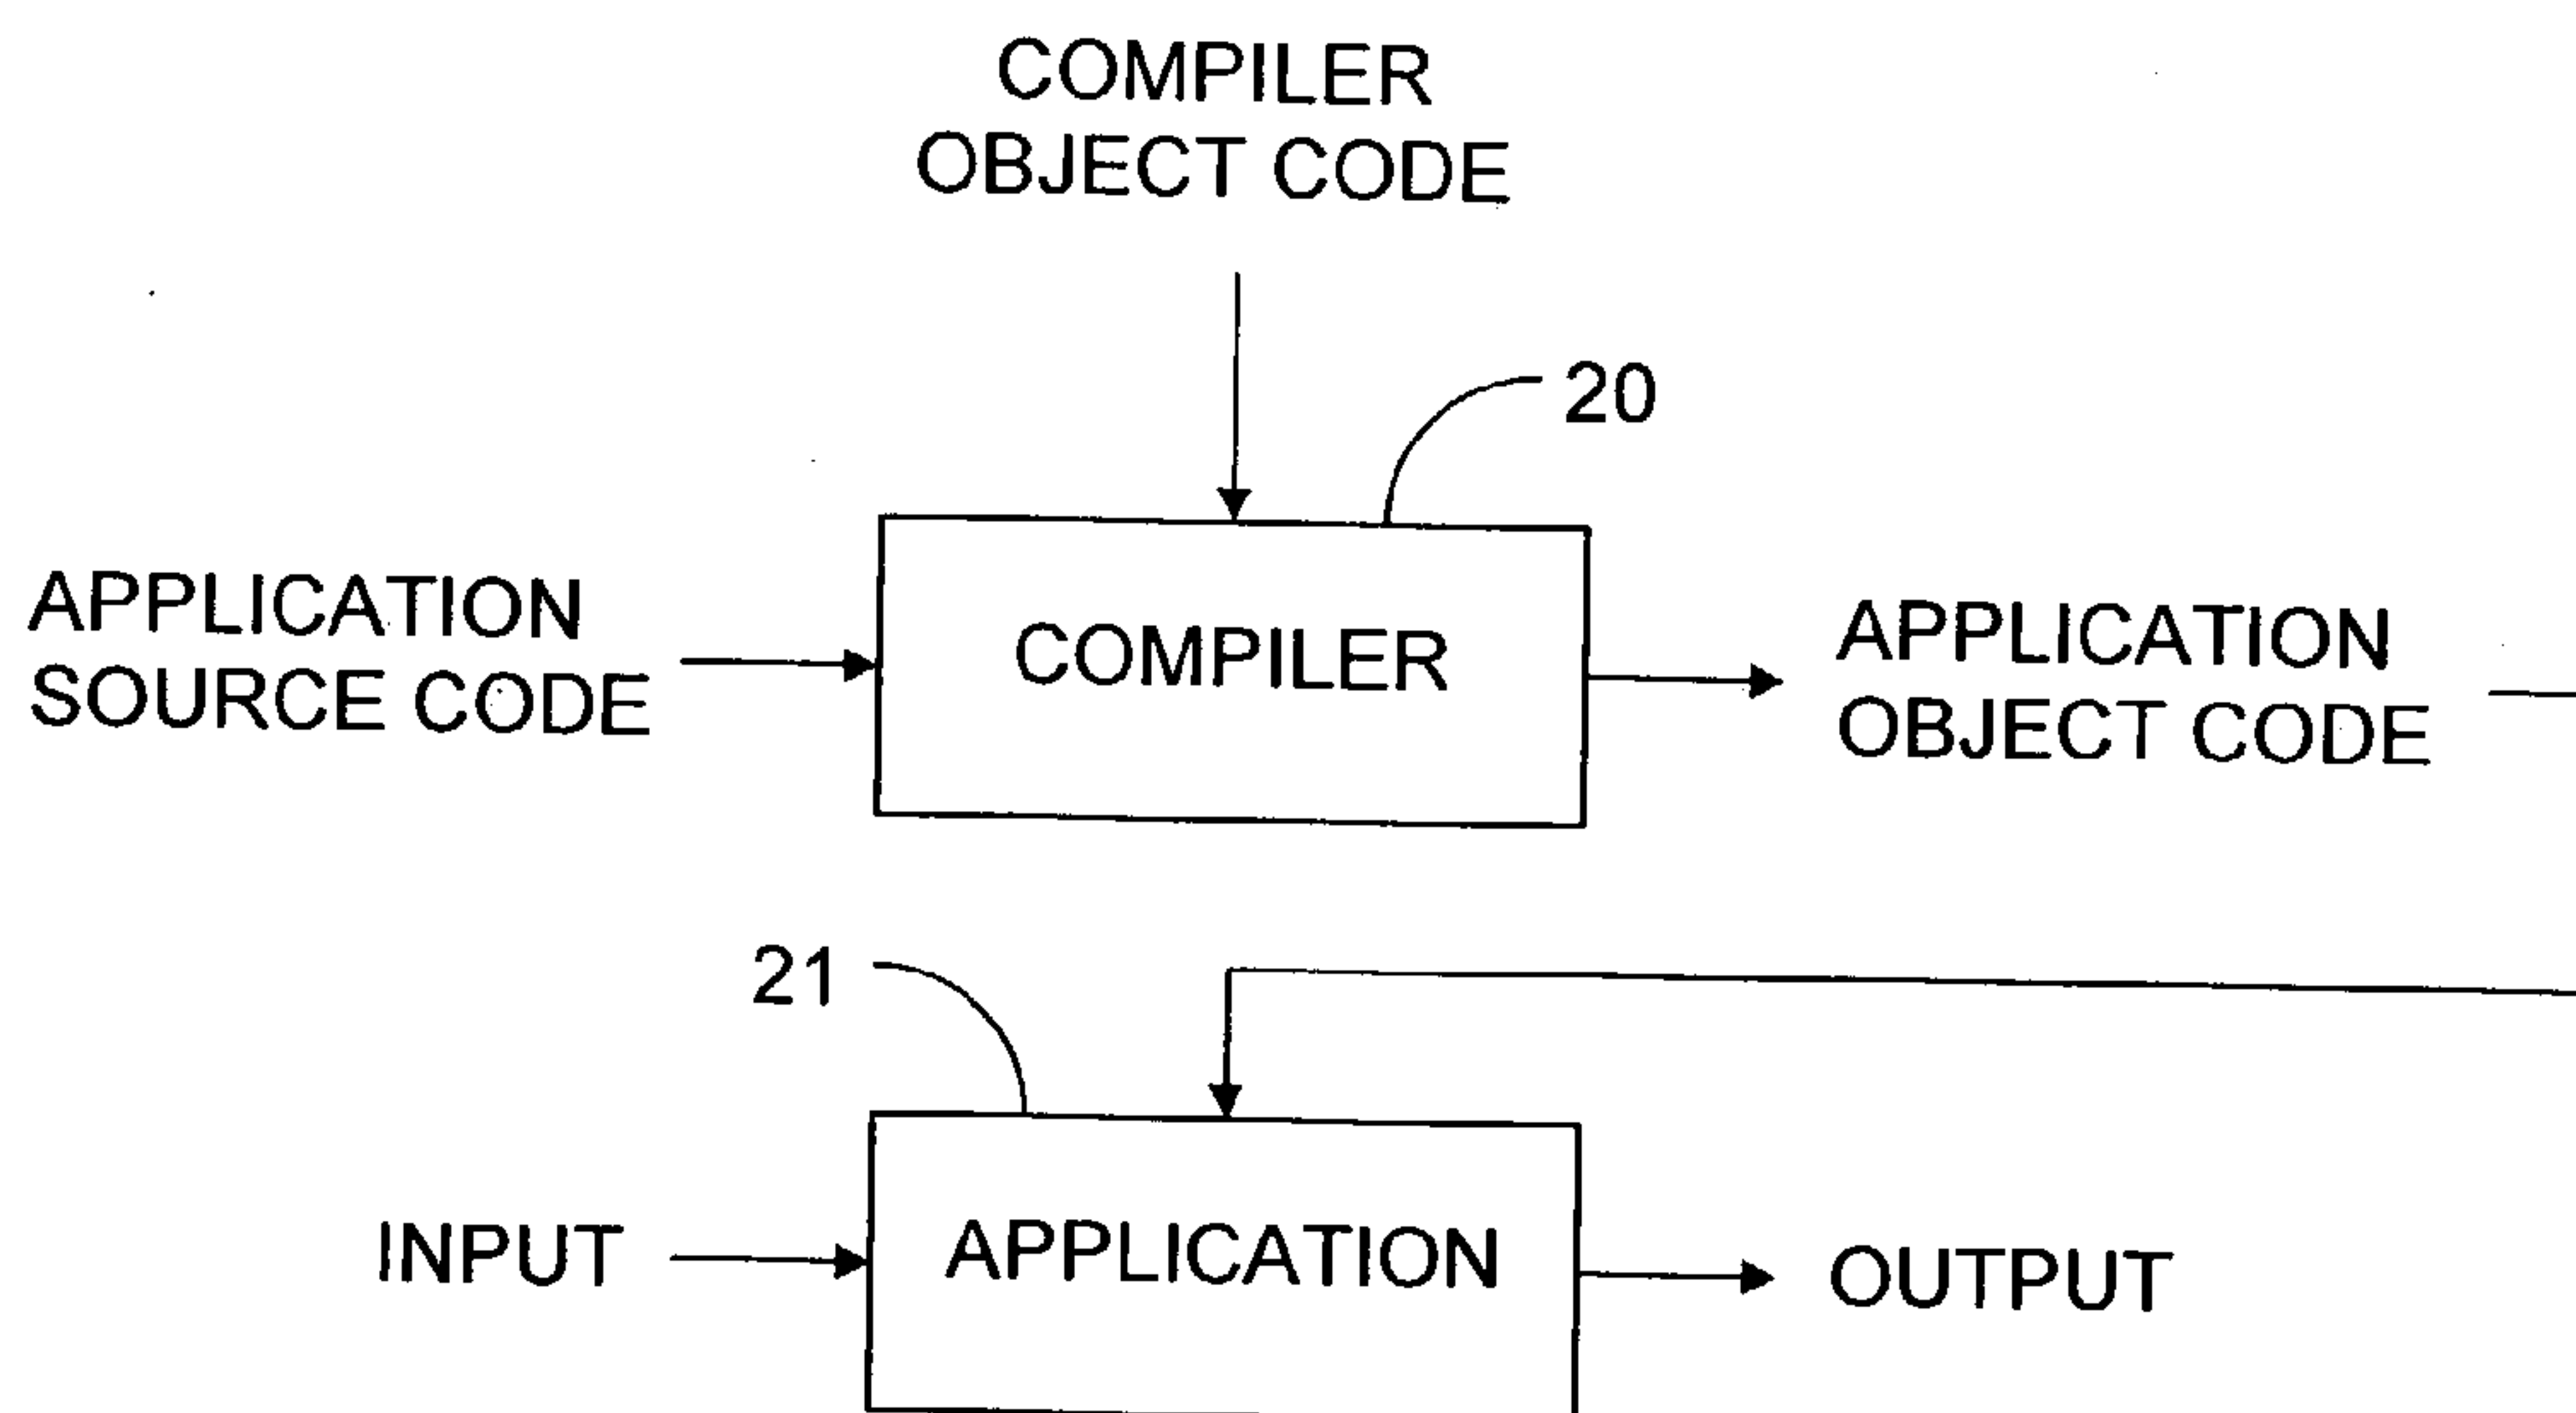 COMPILER
OBJECT CODE
20
APPLICATION
SOURCE CODE
COMPILER
APPLICATION
OBJECT CODE
21
INPUT
APPLICATION
OUTPUT